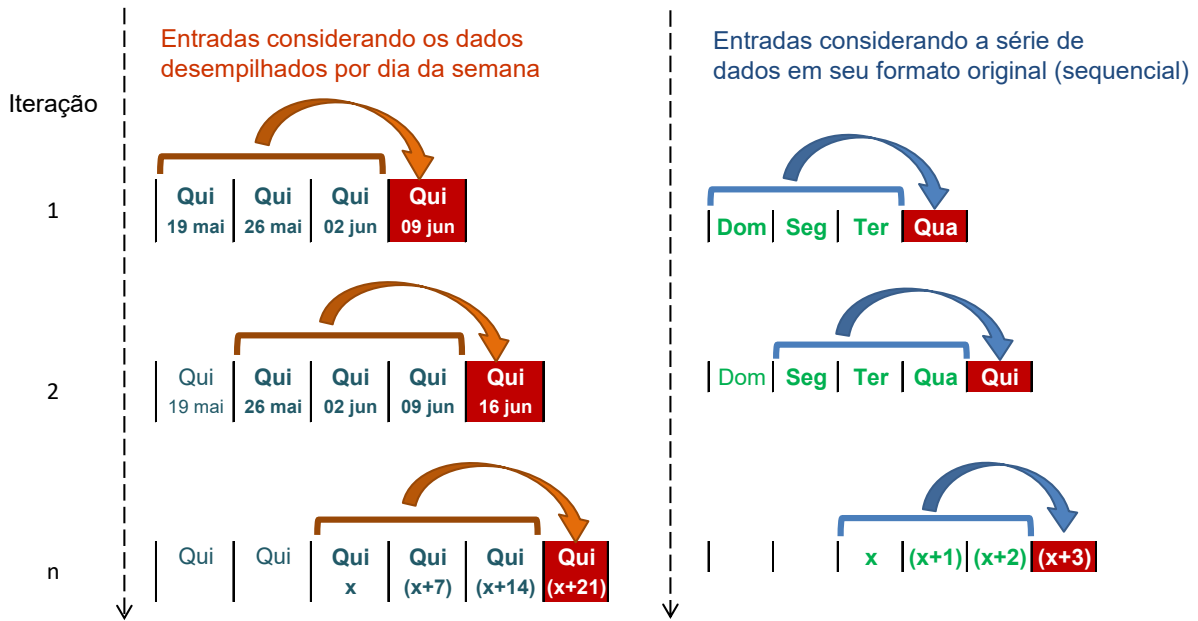 Entradas considerando os dados
desempilhados por dia da semana
Entradas considerando a série de
dados em seu formato original (sequencial)
Iteração
1
Qui Qui Qui Qui
19 mai 26 mai 02 jun 09 jun
Dom Seg Ter Qua
2
Qui Qui Qui Qui Qui
19 mai 26 mai 02 jun 09 jun 16 jun
Dom Seg Ter Qua Qui
n
Qui Qui Qui Qui Qui Qui
x (x+7) (x+14) (x+21)
x (x+1) (x+2) (x+3)